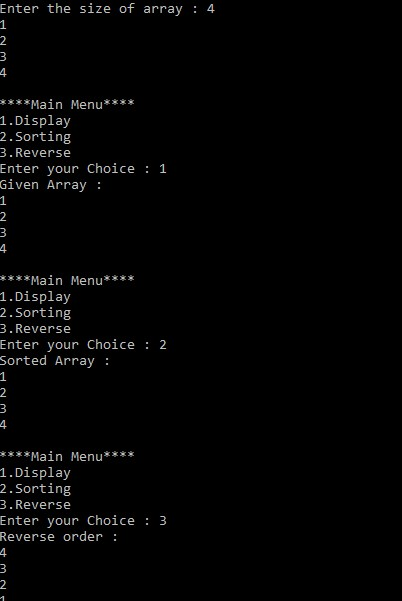 Enter the size of array : 4
1
2
3
4
****Main Menu****
1.Display
2.Sorting
3.Reverse
Enter your Choice : 1
Given Array :
1
2
3
4
****Main Menu****
1.Display
2.Sorting
3.Reverse
Enter your Choice : 2
Sorted Array :
1
2
3
4
****Main Menu****
1.Display
2.Sorting
3.Reverse
Enter your Choice : 3
Reverse order :
4
3
2
1